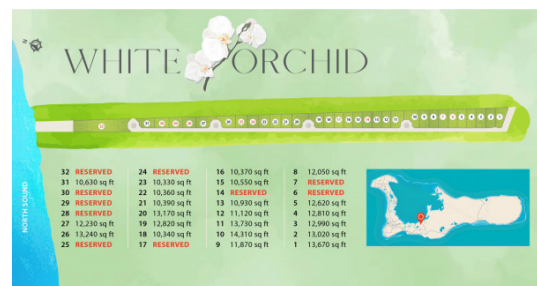 N
WHITE ORCHID
NORTH SOUND
32 RESERVED
31 10,630 sq ft
30 RESERVED
29 RESERVED
28 RESERVED
27 12,230 sq ft
26 13,240 sq ft
25 RESERVED
24 RESERVED
23 10,330 sq ft
22 10,360 sq ft
21 10,390 sq ft
20 13,170 sq ft
19 12,820 sq ft
18 10,340 sq ft
17 RESERVED
16 10,370 sq ft
15 10,550 sq ft
14 RESERVED
13 10,930 sq ft
12 11,120 sq ft
11 13,730 sq ft
10 14,310 sq ft
9 11,870 sq ft
8 12,050 sq ft
7 RESERVED
6 RESERVED
5 12,620 sq ft
4 12,810 sq ft
3 12,990 sq ft
2 13,020 sq ft
1 13,670 sq ft